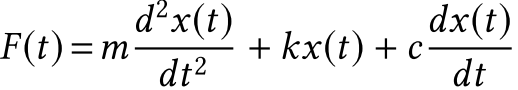 F(t) = m d²x(t)/dt² + kx(t) + c dx(t)/dt